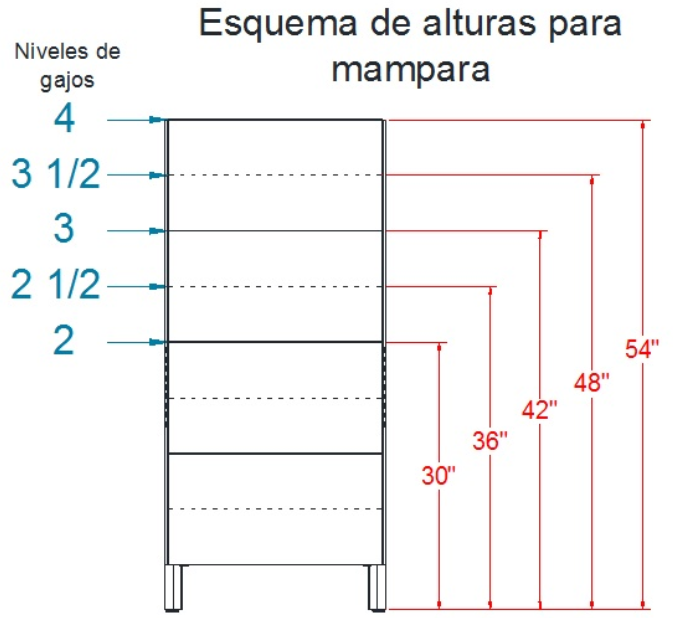 Esquema de alturas para
mampara
Niveles de
gajos
4
3 1/2
3
2 1/2
2
54"
48"
42"
36"
30"